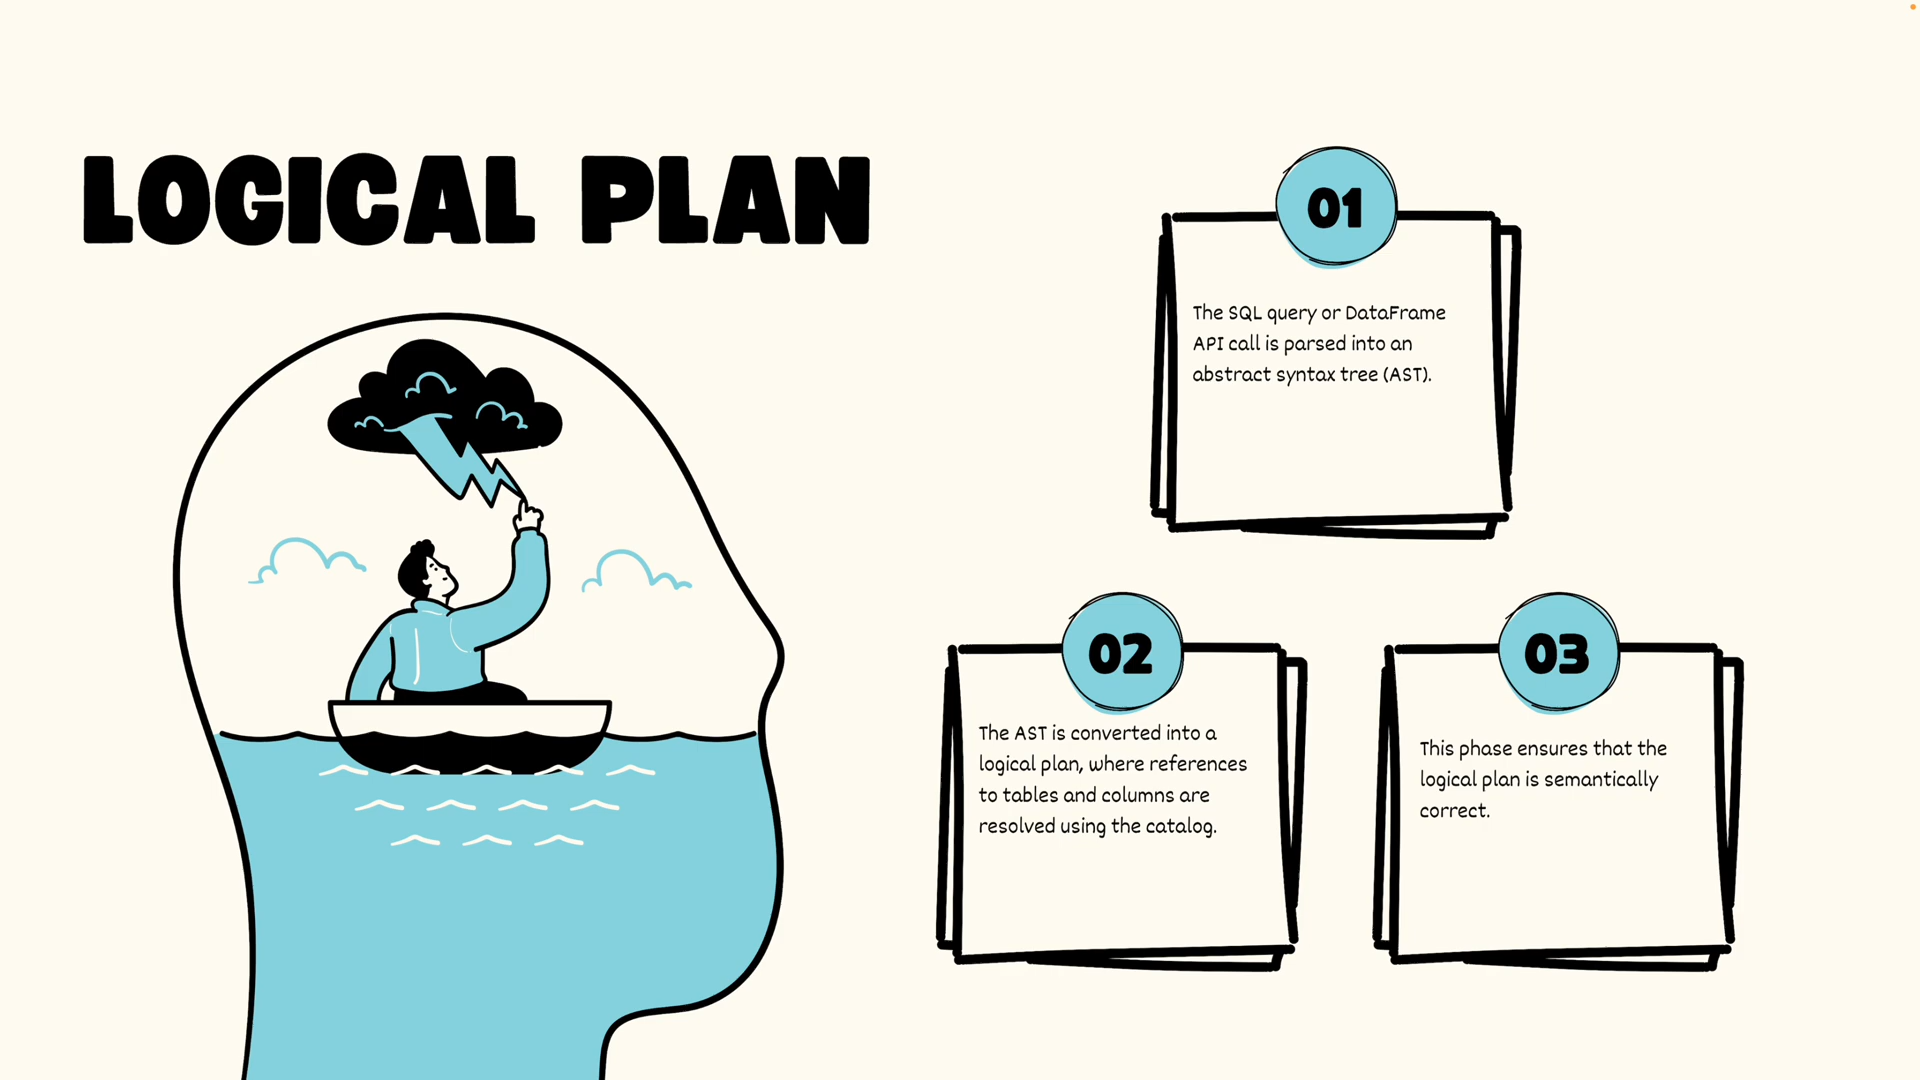 LOGICAL PLAN
01
The SQL query or DataFrame
API call is parsed into an
abstract syntax tree (AST).
02
The AST is converted into a
logical plan, where references
to tables and columns are
resolved using the catalog.
03
This phase ensures that the
logical plan is semantically
correct.